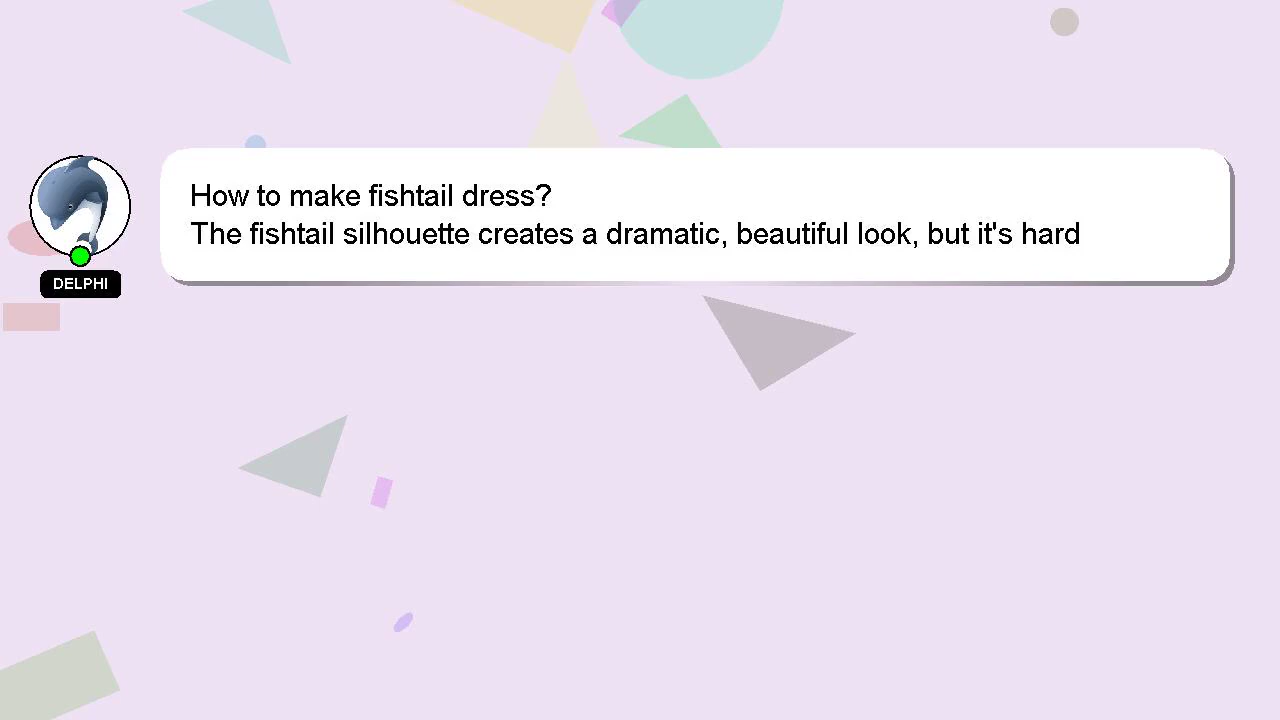 How to make fishtail dress?
The fishtail silhouette creates a dramatic, beautiful look, but it's hard
DELPHI